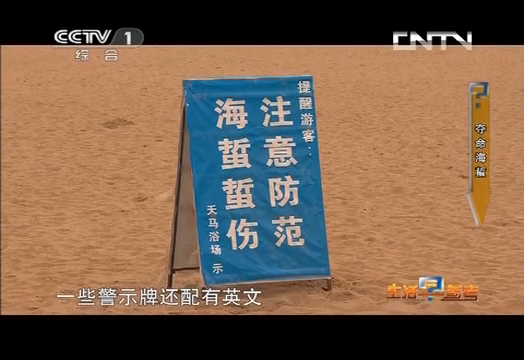 CCTV 1
综合
CNTV
夺命海蜇
提醒游客：
注意防范
海蜇蜇伤
天马浴场 示
生活?参考
一些警示牌还配有英文